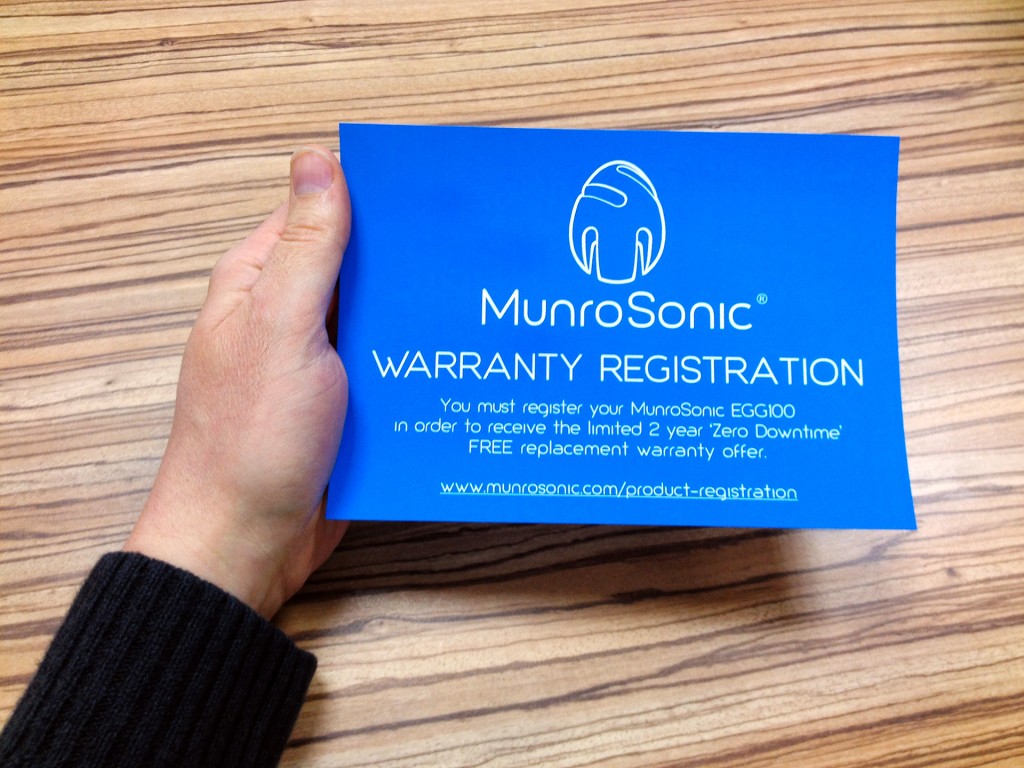 MunroSonic®
WARRANTY REGISTRATION
You must register your MunroSonic EGG100
in order to receive the limited 2 year 'Zero Downtime'
FREE replacement warranty offer.
www.munrosonic.com/product-registration